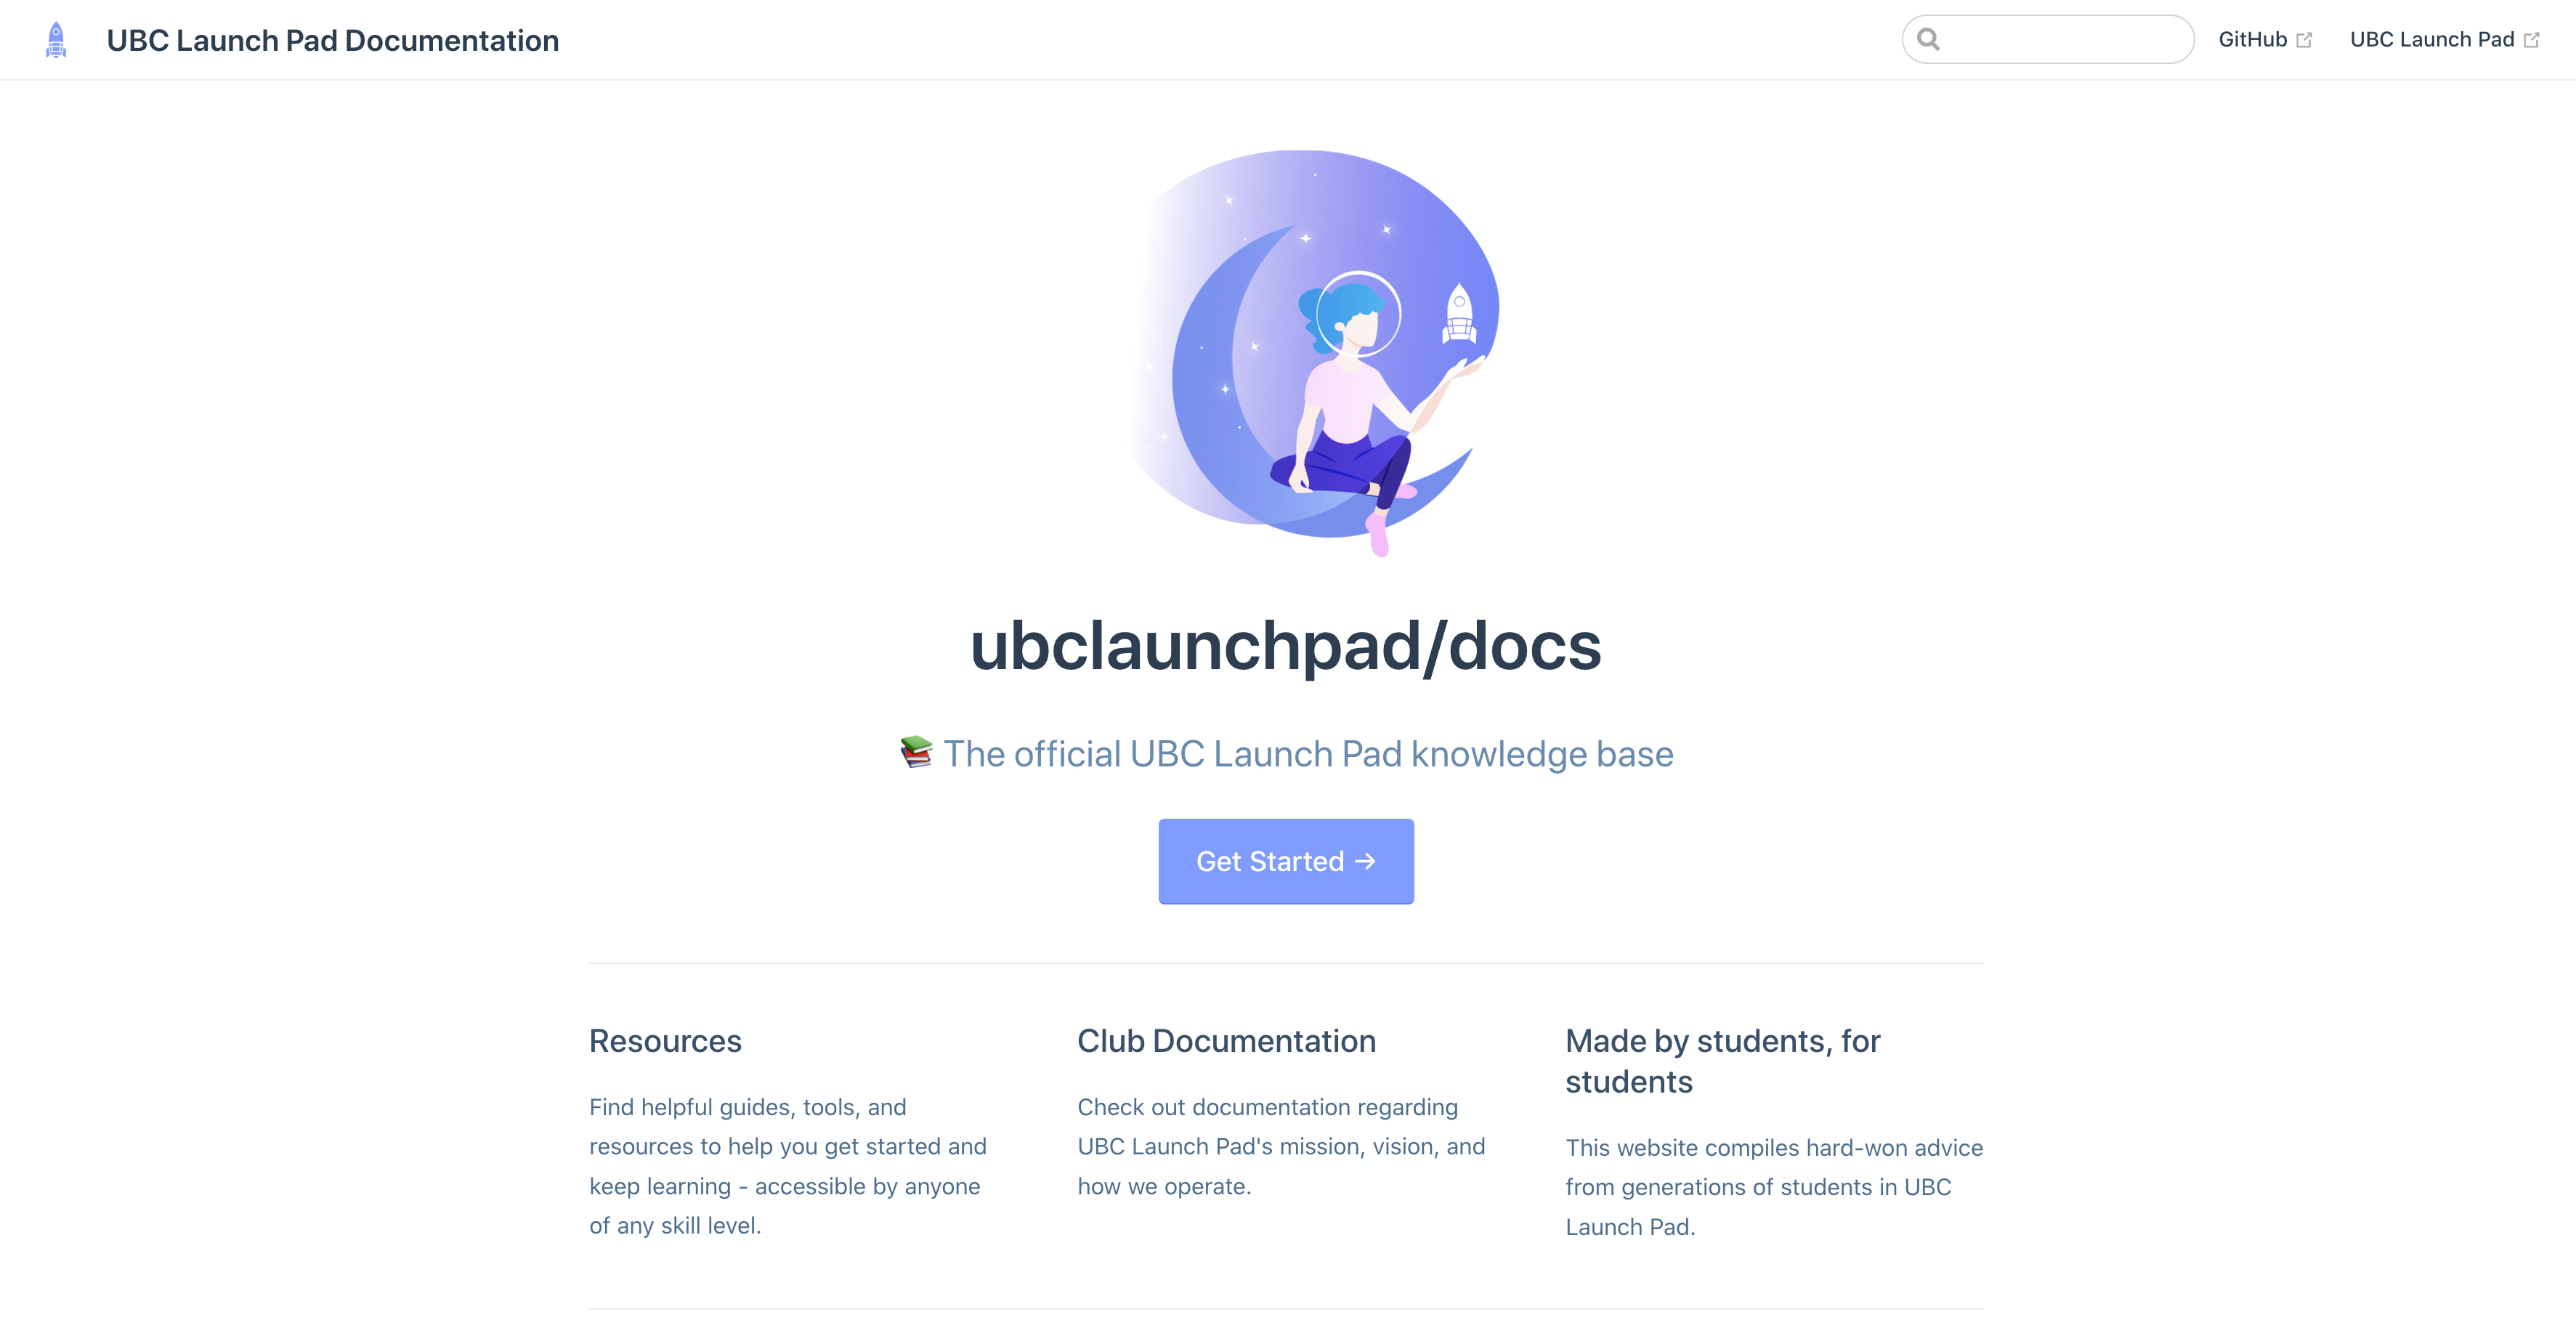 UBC Launch Pad Documentation
GitHub
UBC Launch Pad
ubclaunchpad/docs
📚 The official UBC Launch Pad knowledge base
Get Started →
Resources
Find helpful guides, tools, and
resources to help you get started and
keep learning - accessible by anyone
of any skill level.
Club Documentation
Check out documentation regarding
UBC Launch Pad's mission, vision, and
how we operate.
Made by students, for
students
This website compiles hard-won advice
from generations of students in UBC
Launch Pad.